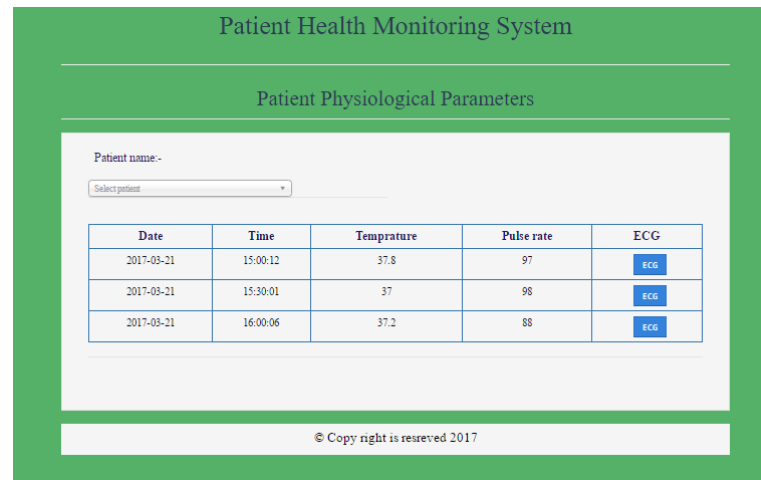 Patient Health Monitoring System
Patient Physiological Parameters
Patient name:-
Select patient
Date Time Temprature Pulse rate ECG
2017-03-21 15:00:12 37.8 97 ECG
2017-03-21 15:30:01 37 98 ECG
2017-03-21 16:00:06 37.2 88 ECG
© Copy right is resreved 2017